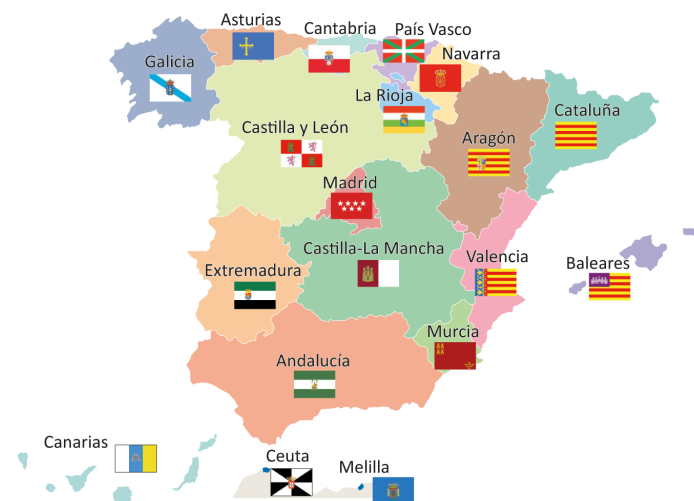 Asturias
Cantabria
País Vasco
Galicia
Navarra
La Rioja
Castilla y León
Cataluña
Aragón
Madrid
Castilla-La Mancha
Valencia
Baleares
Extremadura
Murcia
Andalucía
Canarias
Ceuta
Melilla